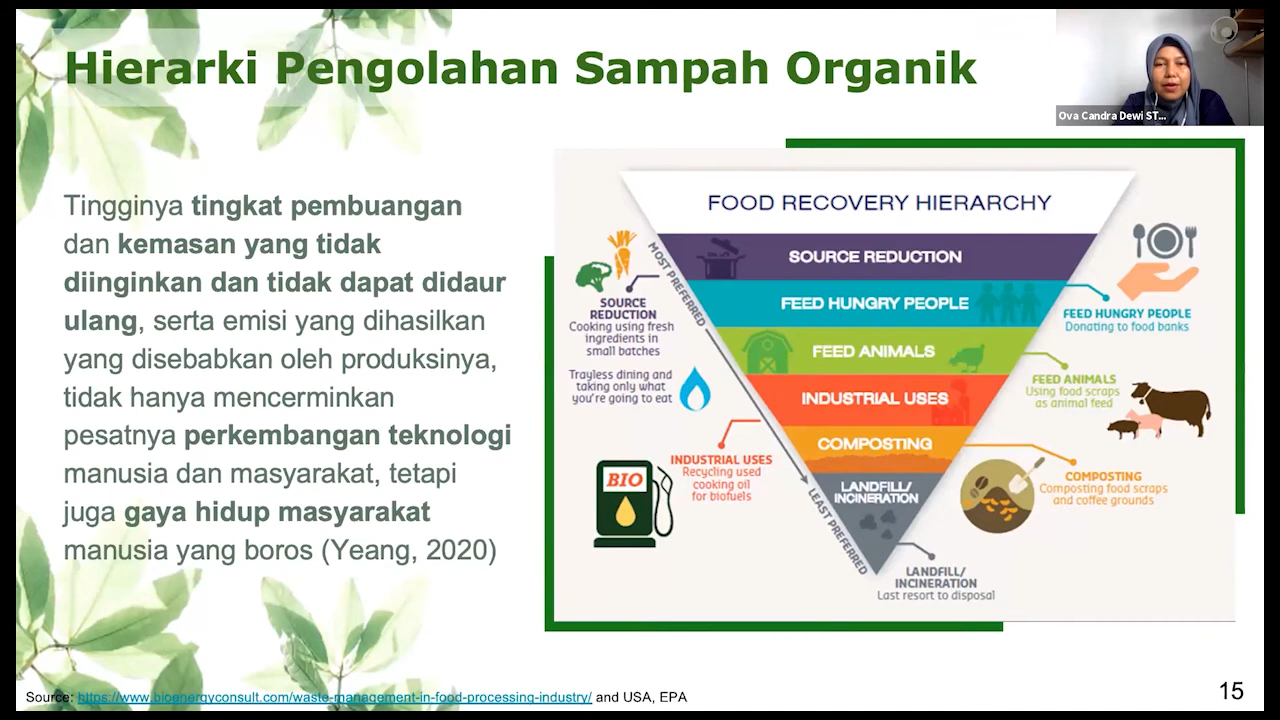 Hierarki Pengolahan Sampah Organik
Ova Candra Dewi ST...
Tingginya tingkat pembuangan
dan kemasan yang tidak
diinginkan dan tidak dapat didaur
ulang, serta emisi yang dihasilkan
yang disebabkan oleh produksinya,
tidak hanya mencerminkan
pesatnya perkembangan teknologi
manusia dan masyarakat, tetapi
juga gaya hidup masyarakat
manusia yang boros (Yeang, 2020)
FOOD RECOVERY HIERARCHY
MOST PREFERRED
LEAST PREFERRED
SOURCE REDUCTION
FEED HUNGRY PEOPLE
FEED ANIMALS
INDUSTRIAL USES
COMPOSTING
LANDFILL/
INCINERATION
SOURCE
REDUCTION
Cooking using fresh
ingredients in
small batches
Trayless dining and
taking only what
you're going to eat
BIO
INDUSTRIAL USES
Recycling used
cooking oil
for biofuels
FEED HUNGRY PEOPLE
Donating to food banks
FEED ANIMALS
Using food scraps
as animal feed
COMPOSTING
Composting food scraps
and coffee grounds
LANDFILL/
INCINERATION
Last resort to disposal
Source: https://www.bioenergyconsult.com/waste-management-in-food-processing-industry/ and USA, EPA
15